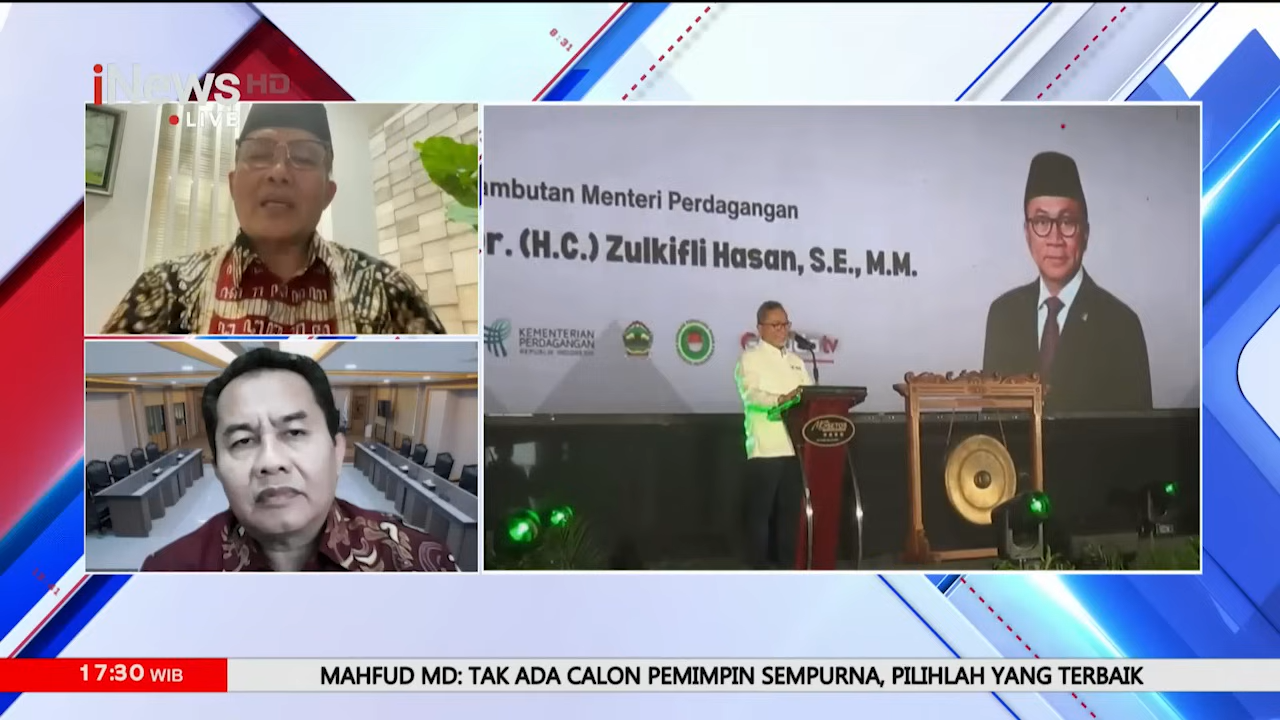 iNews HD
LIVE
ambutan Menteri Perdagangan
r. (H.C.) Zulkifli Hasan, S.E., M.M.
KEMENTERIAN
PERDAGANGAN
REPUBLIK INDONESIA
tv
17:30 WIB
MAHFUD MD: TAK ADA CALON PEMIMPIN SEMPURNA, PILIHLAH YANG TERBAIK